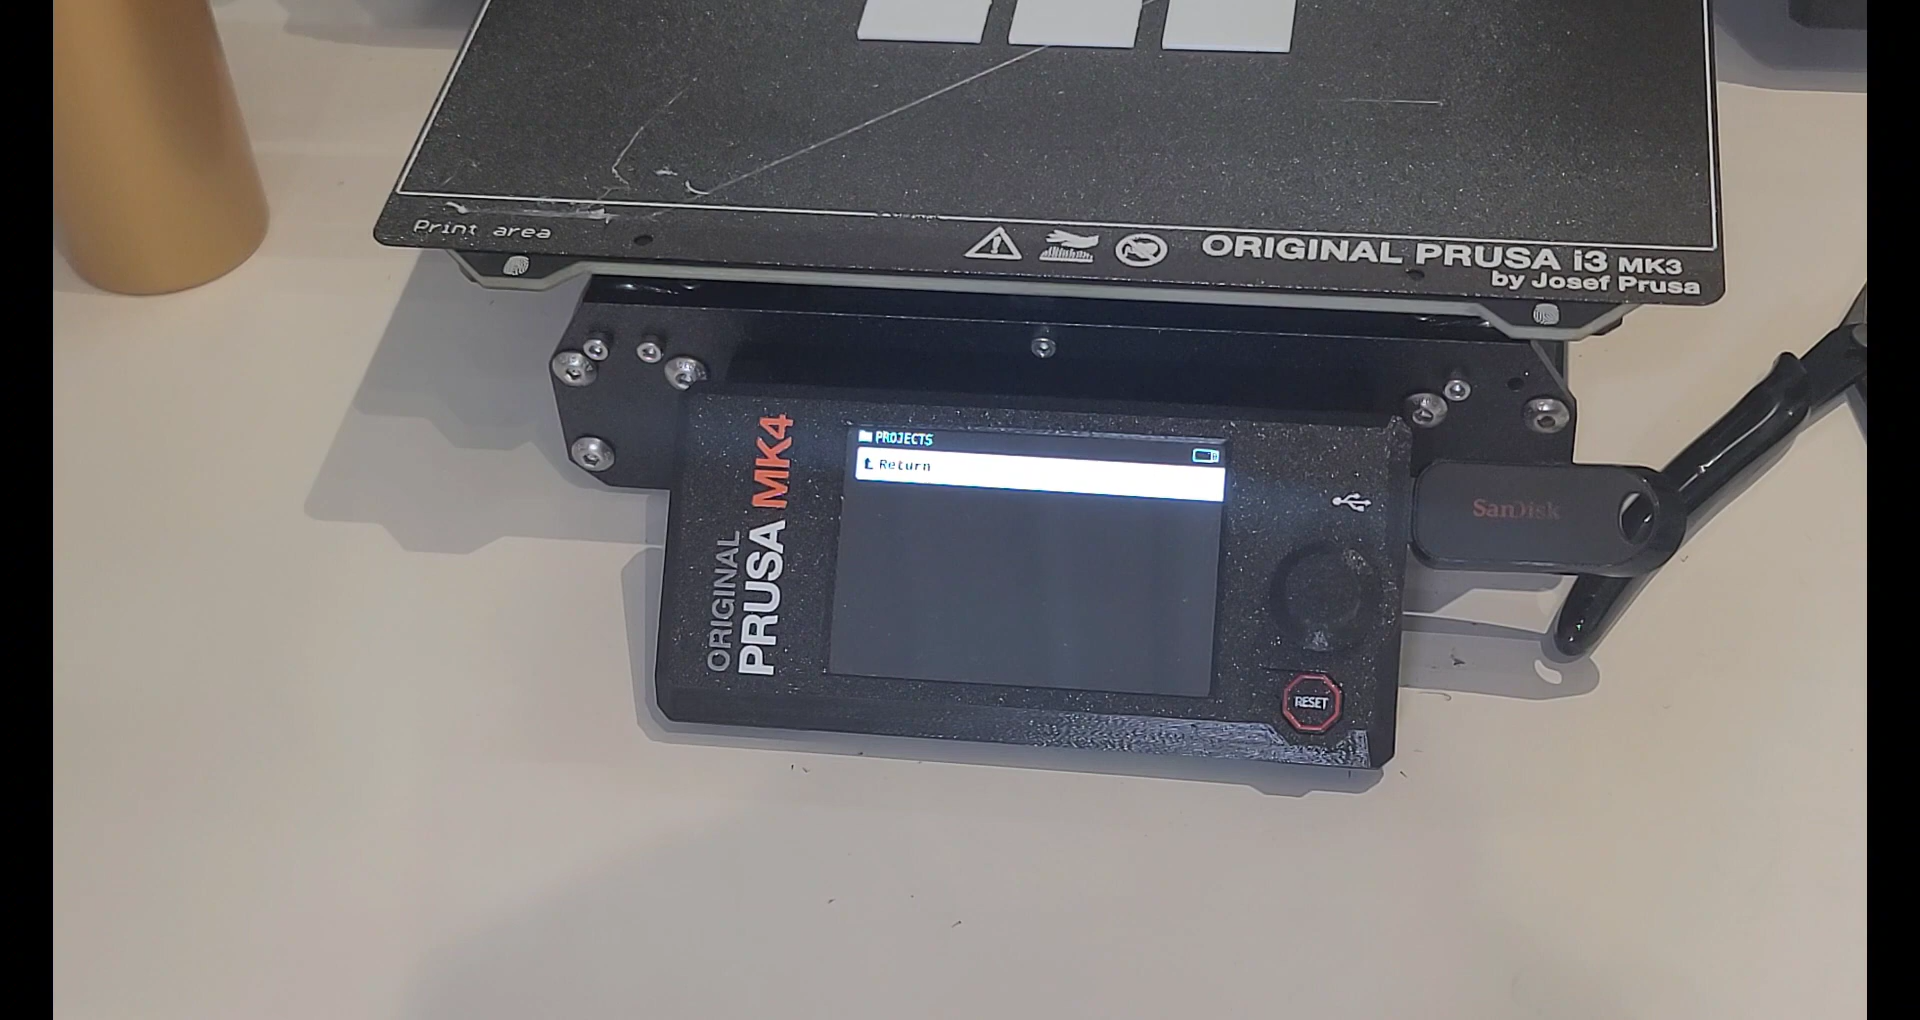 Print area
ORIGINAL PRUSA i3 MK3
by Josef Prusa
ORIGINAL
PRUSA MK4
PROJECTS
Return
SanDisk
RESET